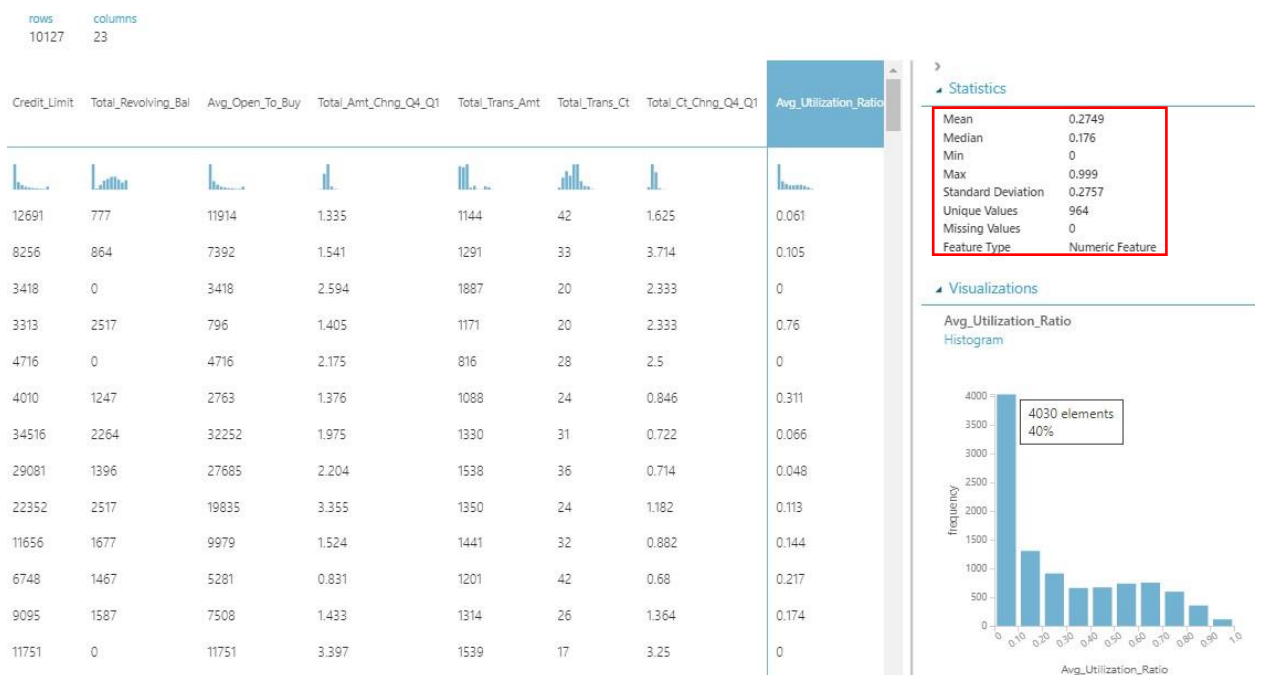 rows columns
10127 23
Credit_Limit Total_Revolving_Bal Avg_Open_To_Buy Total_Amt_Chng_Q4_Q1 Total_Trans_Amt Total_Trans_Ct Total_Ct_Chng_Q4_Q1 Avg_Utilization_Ratio
12691 777 11914 1.335 1144 42 1.625 0.061
8256 864 7392 1.541 1291 33 3.714 0.105
3418 0 3418 2.594 1887 20 2.333 0
3313 2517 796 1.405 1171 20 2.333 0.76
4716 0 4716 2.175 816 28 2.5 0
4010 1247 2763 1.376 1088 24 0.846 0.311
34516 2264 32252 1.975 1330 31 0.722 0.066
29081 1396 27685 2.204 1538 36 0.714 0.048
22352 2517 19835 3.355 1350 24 1.182 0.113
11656 1677 9979 1.524 1441 32 0.882 0.144
6748 1467 5281 0.831 1201 42 0.68 0.217
9095 1587 7508 1.433 1314 26 1.364 0.174
11751 0 11751 3.397 1539 17 3.25 0
Statistics
Mean 0.2749
Median 0.176
Min 0
Max 0.999
Standard Deviation 0.2757
Unique Values 964
Missing Values 0
Feature Type Numeric Feature
Visualizations
Avg_Utilization_Ratio
Histogram
4030 elements
40%
frequency
4000
3500
3000
2500
2000
1500
1000
500
0
0 0.10 0.20 0.30 0.40 0.50 0.60 0.70 0.80 0.90 1.0
Avg_Utilization_Ratio